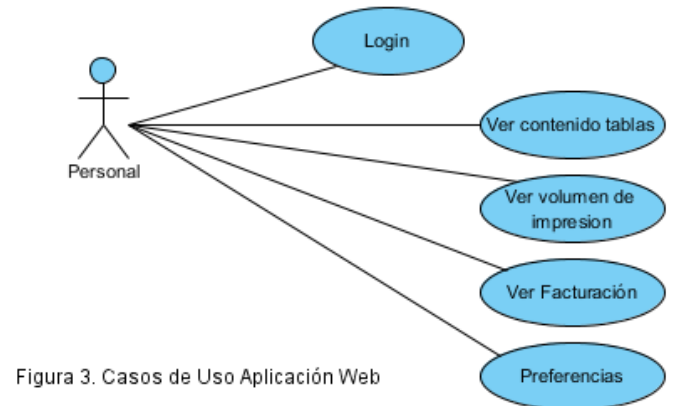 Login
Ver contenido tablas
Personal
Ver volumen de
impresion
Ver Facturación
Preferencias
Figura 3. Casos de Uso Aplicación Web